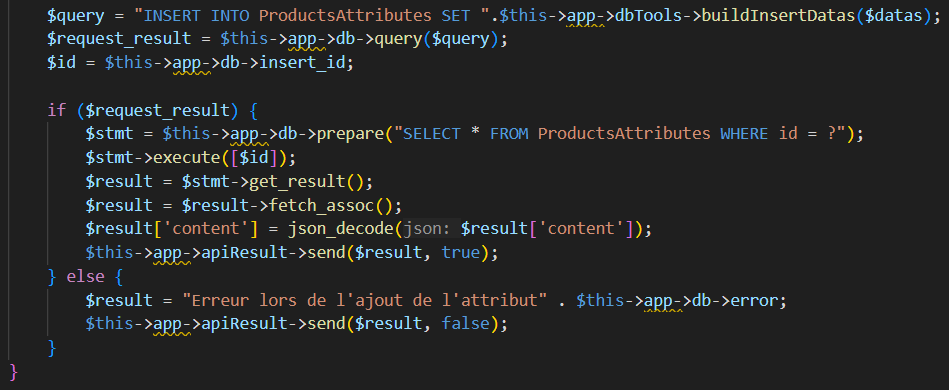 $query = "INSERT INTO ProductsAttributes SET ".$this->app->dbTools->buildInsertDatas($datas);
$request_result = $this->app->db->query($query);
$id = $this->app->db->insert_id;
if ($request_result) {
$stmt = $this->app->db->prepare("SELECT * FROM ProductsAttributes WHERE id = ?");
$stmt->execute([$id]);
$result = $stmt->get_result();
$result = $result->fetch_assoc();
$result['content'] = json_decode(json: $result['content']);
$this->app->apiResult->send($result, true);
} else {
$result = "Erreur lors de l'ajout de l'attribut" . $this->app->db->error;
$this->app->apiResult->send($result, false);
}
}